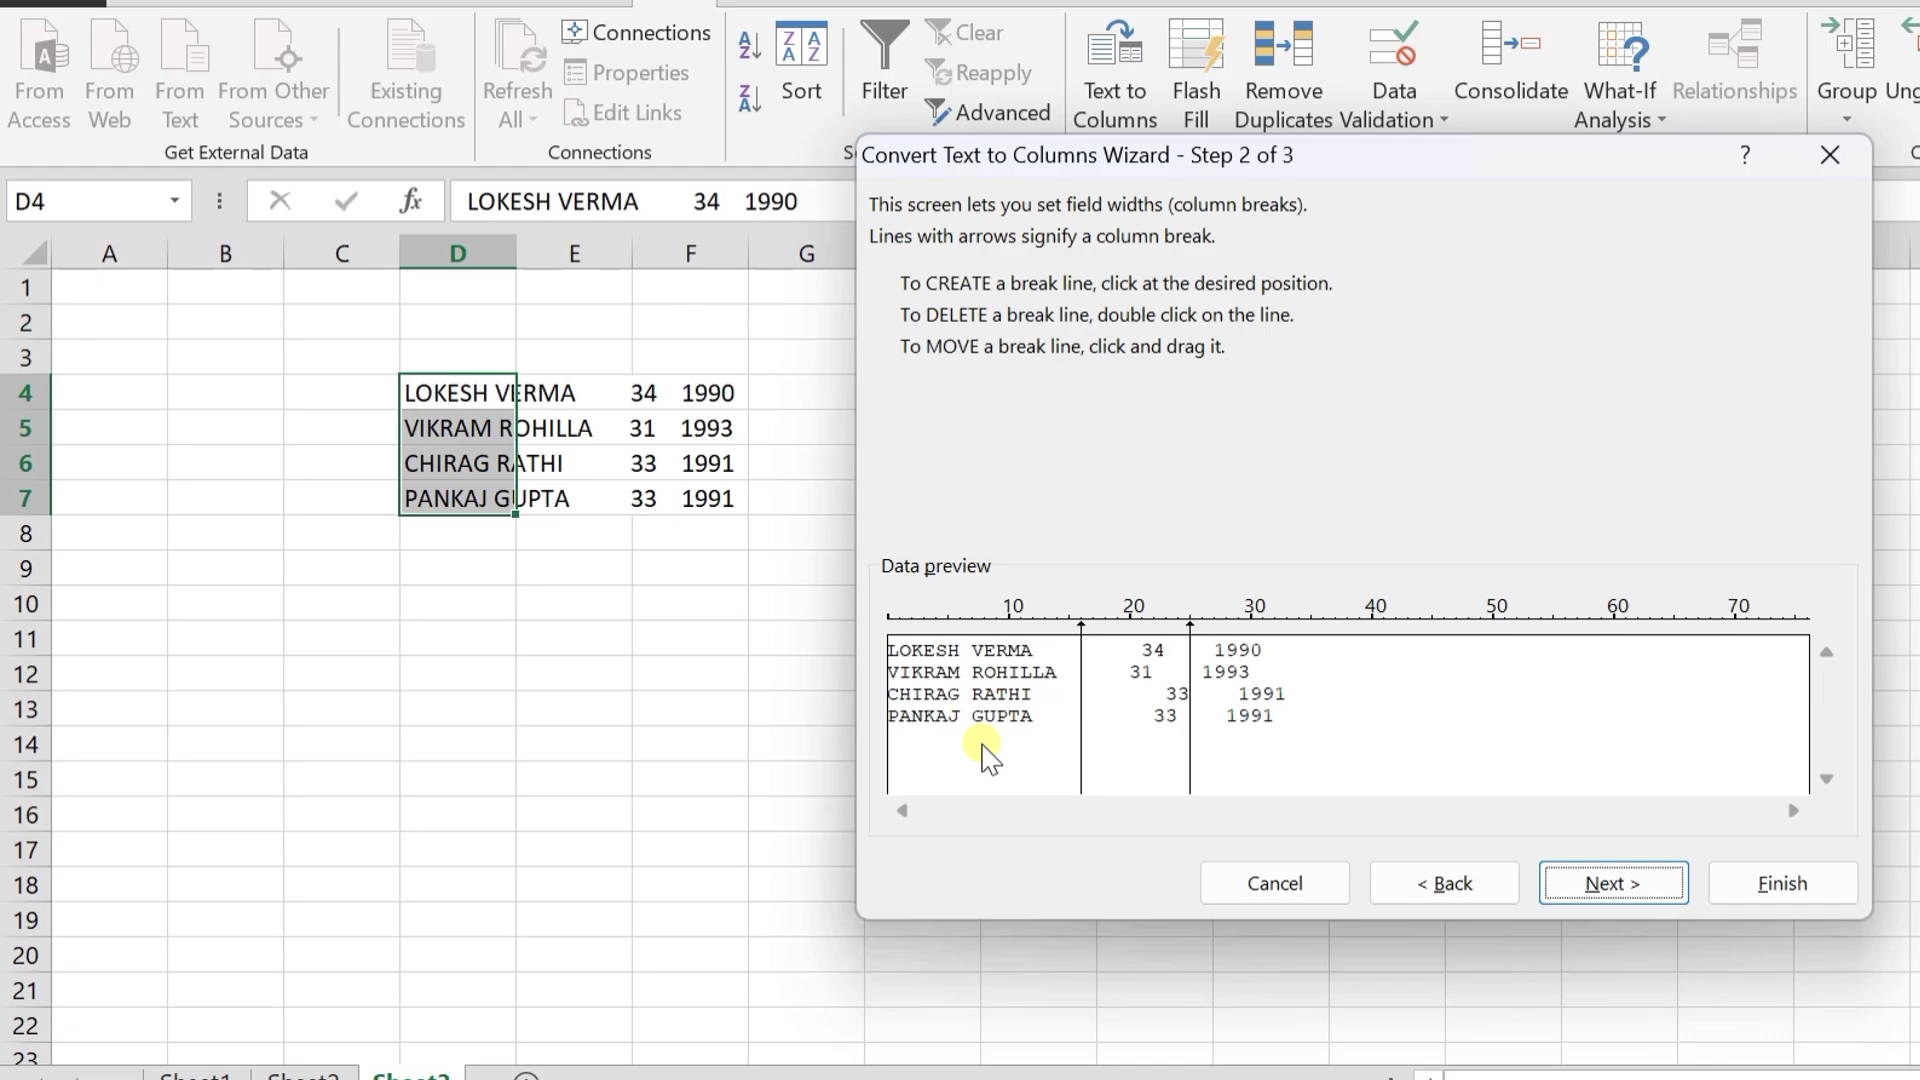 From Access
From Web
From Text
From Other Sources
Existing Connections
Get External Data
Refresh All
Connections
Properties
Edit Links
Connections
Sort
Filter
Clear
Reapply
Advanced
Text to Columns
Flash Fill
Remove Duplicates
Data Validation
Consolidate
What-If Analysis
Relationships
Group
D4
fx
LOKESH VERMA 34 1990
A B C D E F G
1
2
3
4 LOKESH VERMA 34 1990
5 VIKRAM ROHILLA 31 1993
6 CHIRAG RATHI 33 1991
7 PANKAJ GUPTA 33 1991
8
9
10
11
12
13
14
15
16
17
18
19
20
21
22
23
Convert Text to Columns Wizard - Step 2 of 3
?
This screen lets you set field widths (column breaks).
Lines with arrows signify a column break.
To CREATE a break line, click at the desired position.
To DELETE a break line, double click on the line.
To MOVE a break line, click and drag it.
Data preview
10 20 30 40 50 60 70
LOKESH VERMA 34 1990
VIKRAM ROHILLA 31 1993
CHIRAG RATHI 33 1991
PANKAJ GUPTA 33 1991
Cancel
< Back
Next >
Finish